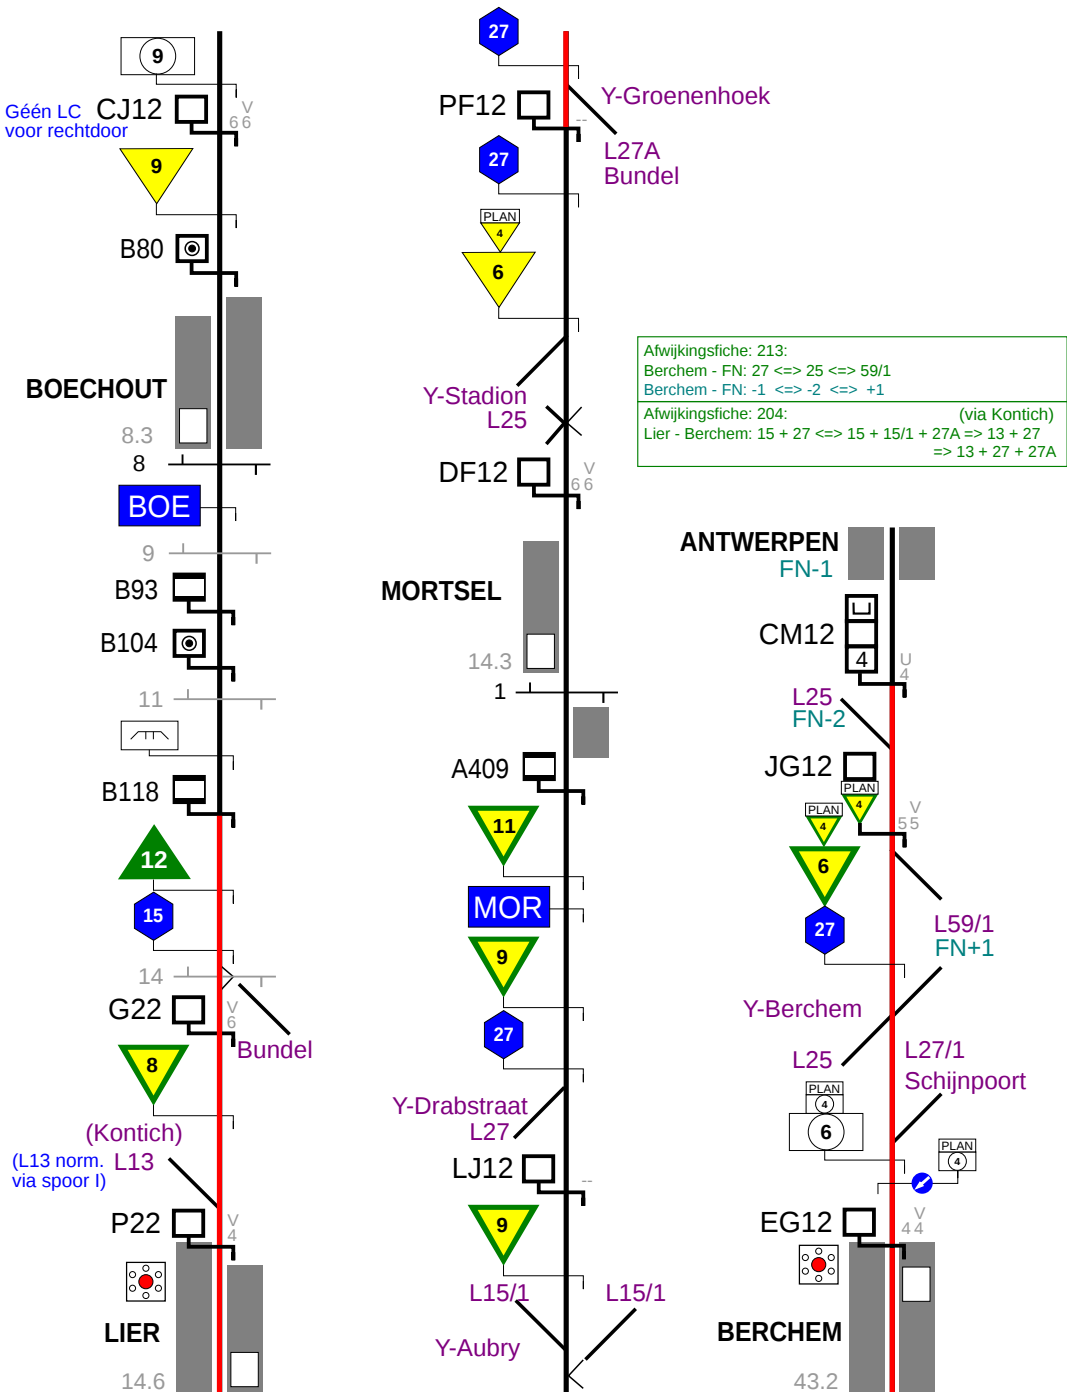 9
Géén LC
voor rechtdoor
CJ12
V
6 6
9
B80
BOECHOUT
8.3
8
BOE
9
B93
B104
11
B118
12
15
14
G22
V
6
Bundel
8
(Kontich)
(L13 norm.
via spoor I)
L13
P22
V
4
LIER
14.6
27
PF12
--
Y-Groenenhoek
L27A
Bundel
27
PLAN
4
6
Y-Stadion
L25
DF12
V
6 6
MORTSEL
14.3
1
A409
11
MOR
9
27
Y-Drabstraat
L27
LJ12
--
9
L15/1
L15/1
Y-Aubry
Afwijkingsfiche: 213:
Berchem - FN: 27 <=> 25 <=> 59/1
Berchem - FN: -1 <=> -2 <=> +1
Afwijkingsfiche: 204: (via Kontich)
Lier - Berchem: 15 + 27 <=> 15 + 15/1 + 27A => 13 + 27
=> 13 + 27 + 27A
ANTWERPEN
FN-1
CM12
4
U
4
L25
FN-2
JG12
PLAN
4
V
5 5
PLAN
4
6
27
L59/1
FN+1
Y-Berchem
L25
L27/1
Schijnpoort
PLAN
4
6
PLAN
4
EG12
V
4 4
BERCHEM
43.2